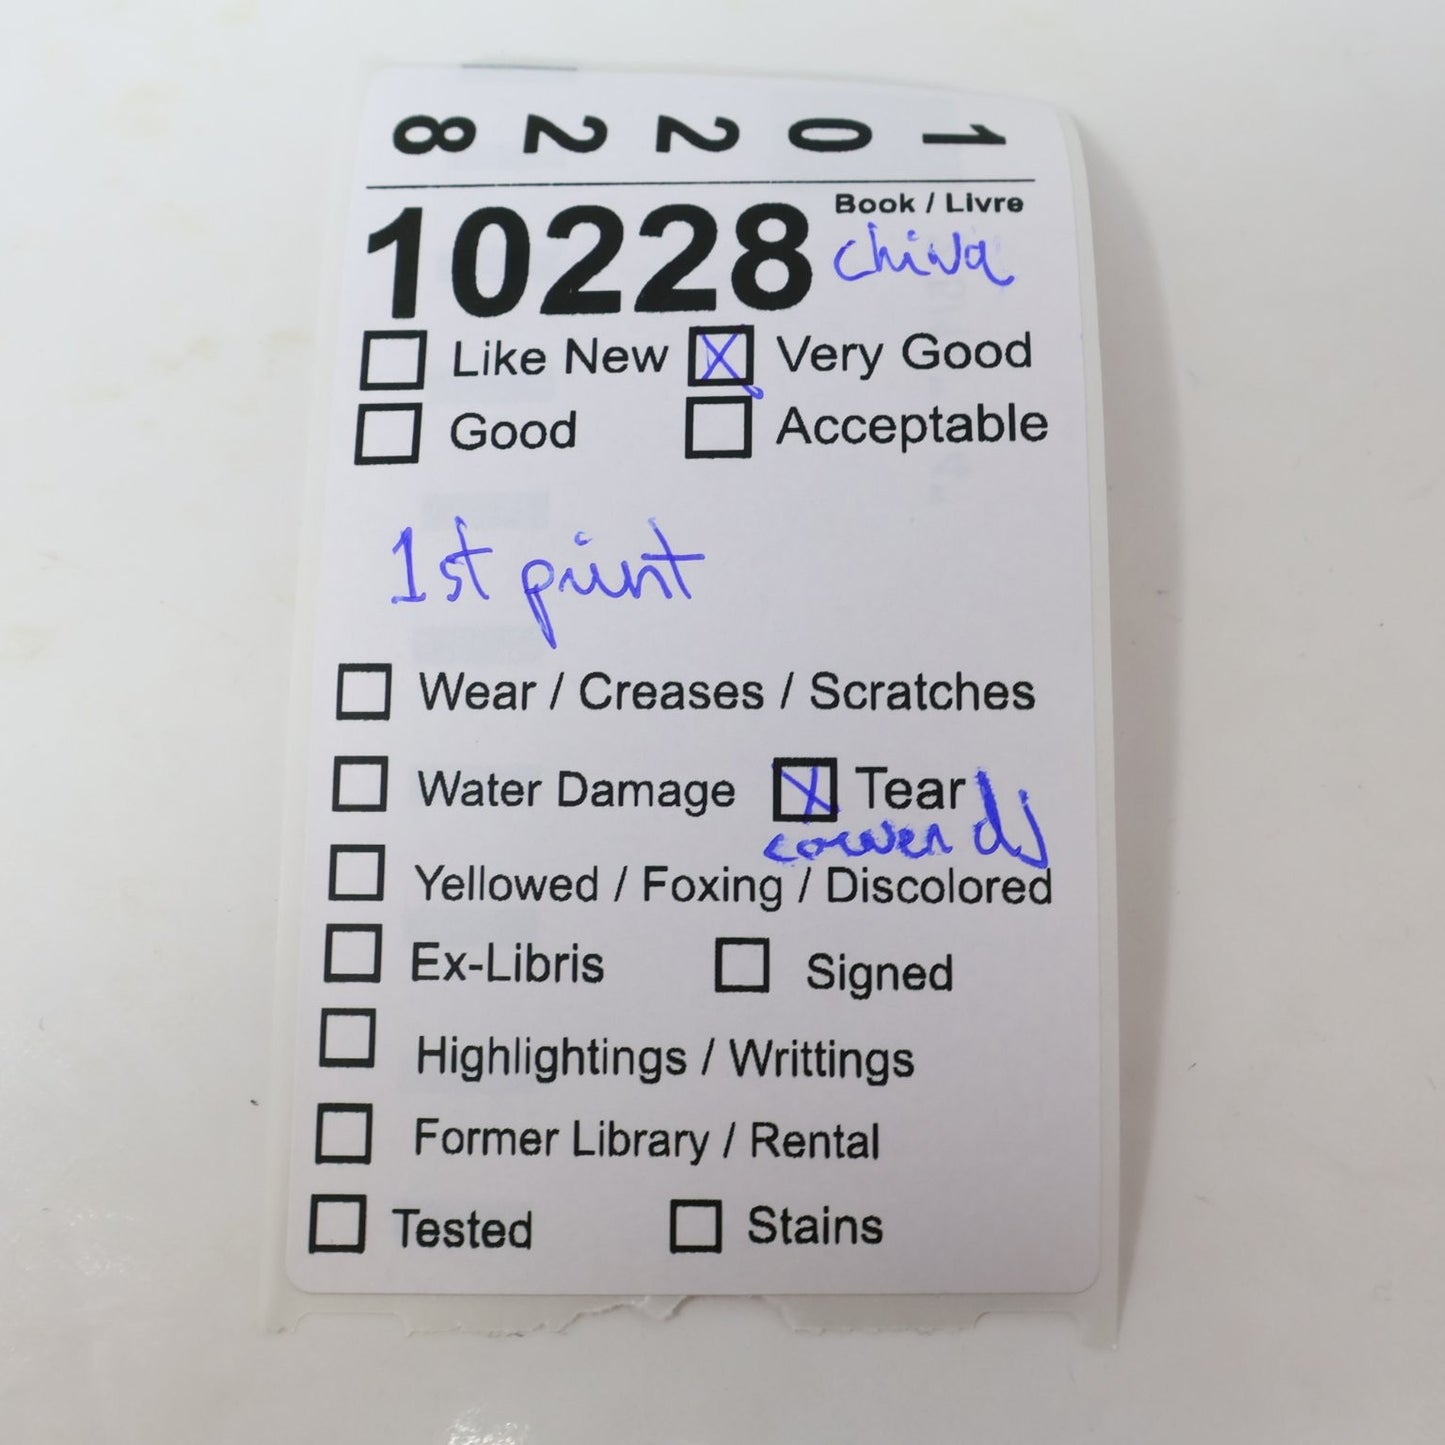 10228
Book / Livre
10228
China
Like New Very Good
Good Acceptable
1st print
Wear / Creases / Scratches
Water Damage Tear
corner dj
Yellowed / Foxing / Discolored
Ex-Libris Signed
Highlightings / Writtings
Former Library / Rental
Tested Stains